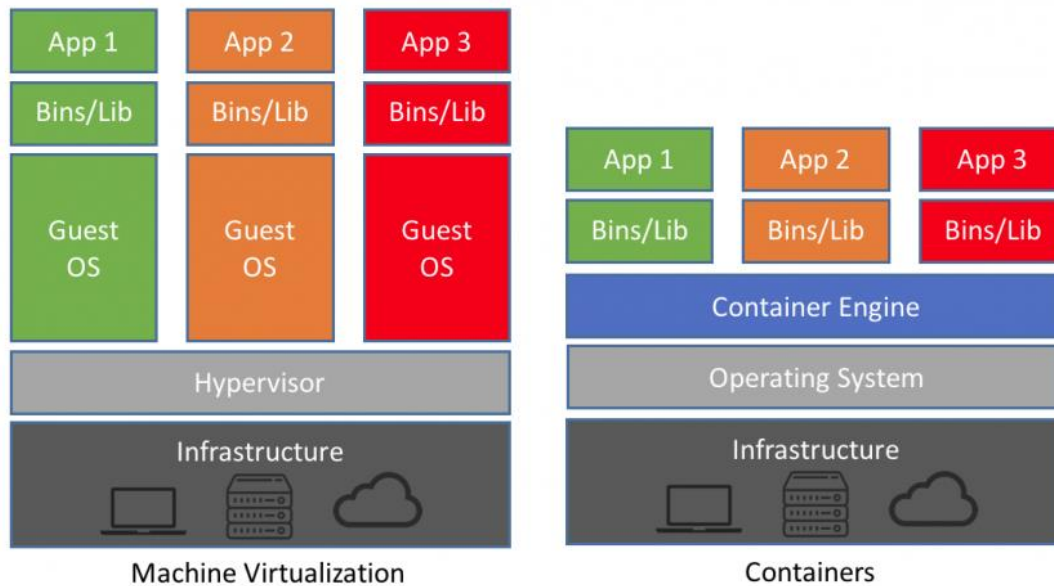 App 1
App 2
App 3
Bins/Lib
Bins/Lib
Bins/Lib
Guest
OS
Guest
OS
Guest
OS
Hypervisor
Infrastructure
Machine Virtualization
App 1
App 2
App 3
Bins/Lib
Bins/Lib
Bins/Lib
Container Engine
Operating System
Infrastructure
Containers